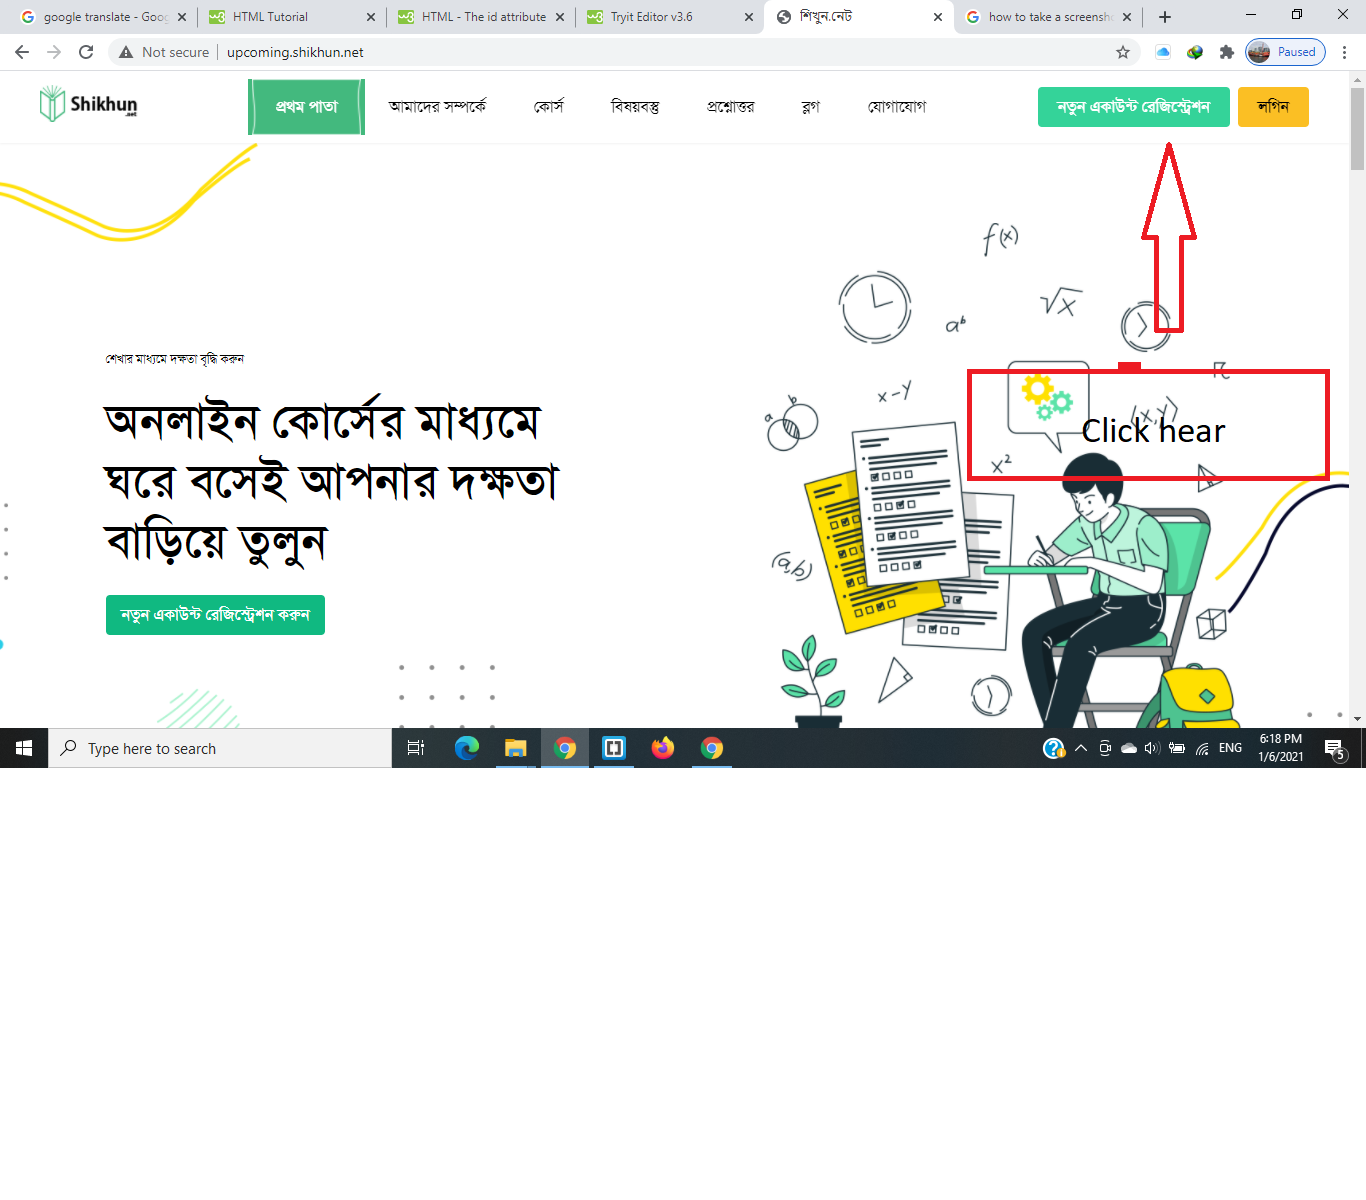 google translate - Goog
HTML Tutorial
HTML - The id attribute
Tryit Editor v3.6
শিখুন.নেট
how to take a screensho
Not secure
upcoming.shikhun.net
Paused
Shikhun
.net
প্রথম পাতা
আমাদের সম্পর্কে
কোর্স
বিষয়বস্তু
প্রশ্নোত্তর
ব্লগ
যোগাযোগ
নতুন একাউন্ট রেজিস্ট্রেশন
লগিন
f(x)
√x
a^b
শেখার মাধ্যমে দক্ষতা বৃদ্ধি করুন
অনলাইন কোর্সের মাধ্যমে
ঘরে বসেই আপনার দক্ষতা
বাড়িয়ে তুলুন
নতুন একাউন্ট রেজিস্ট্রেশন করুন
x-y
a
b
(x,y)
Click hear
x²
(a,b)
Type here to search
ENG
6:18 PM
1/6/2021
5